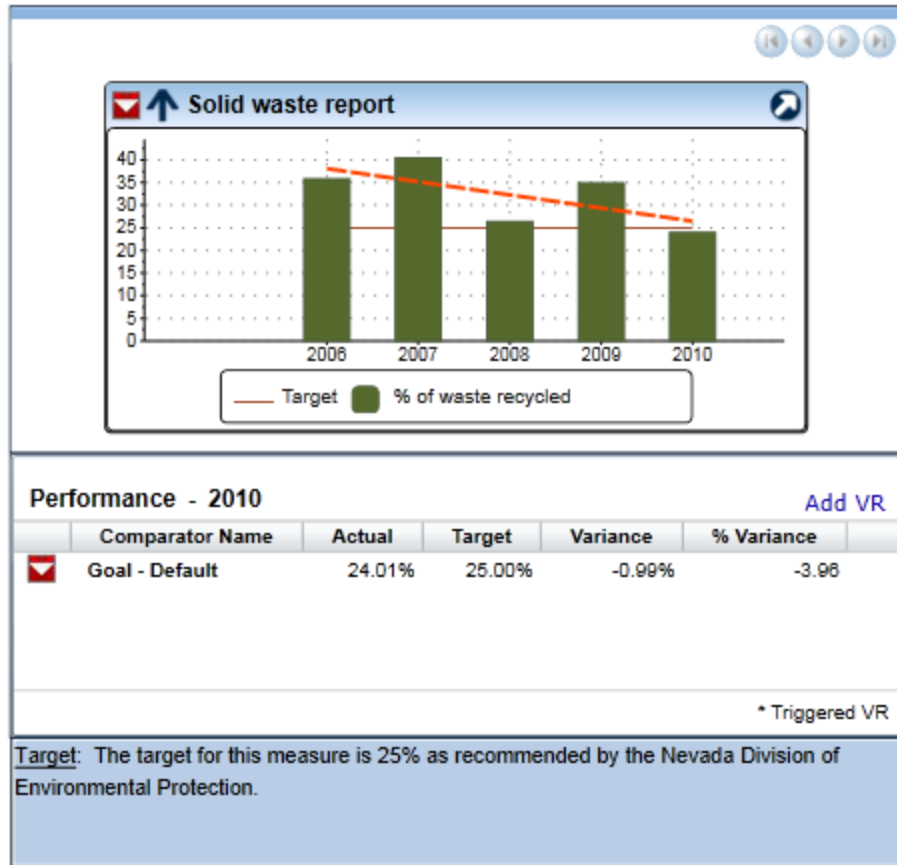 Solid waste report
40
35
30
25
20
15
10
5
0
2006 2007 2008 2009 2010
Target % of waste recycled
Performance - 2010 Add VR
Comparator Name Actual Target Variance % Variance
Goal - Default 24.01% 25.00% -0.99% -3.96
* Triggered VR
Target: The target for this measure is 25% as recommended by the Nevada Division of
Environmental Protection.